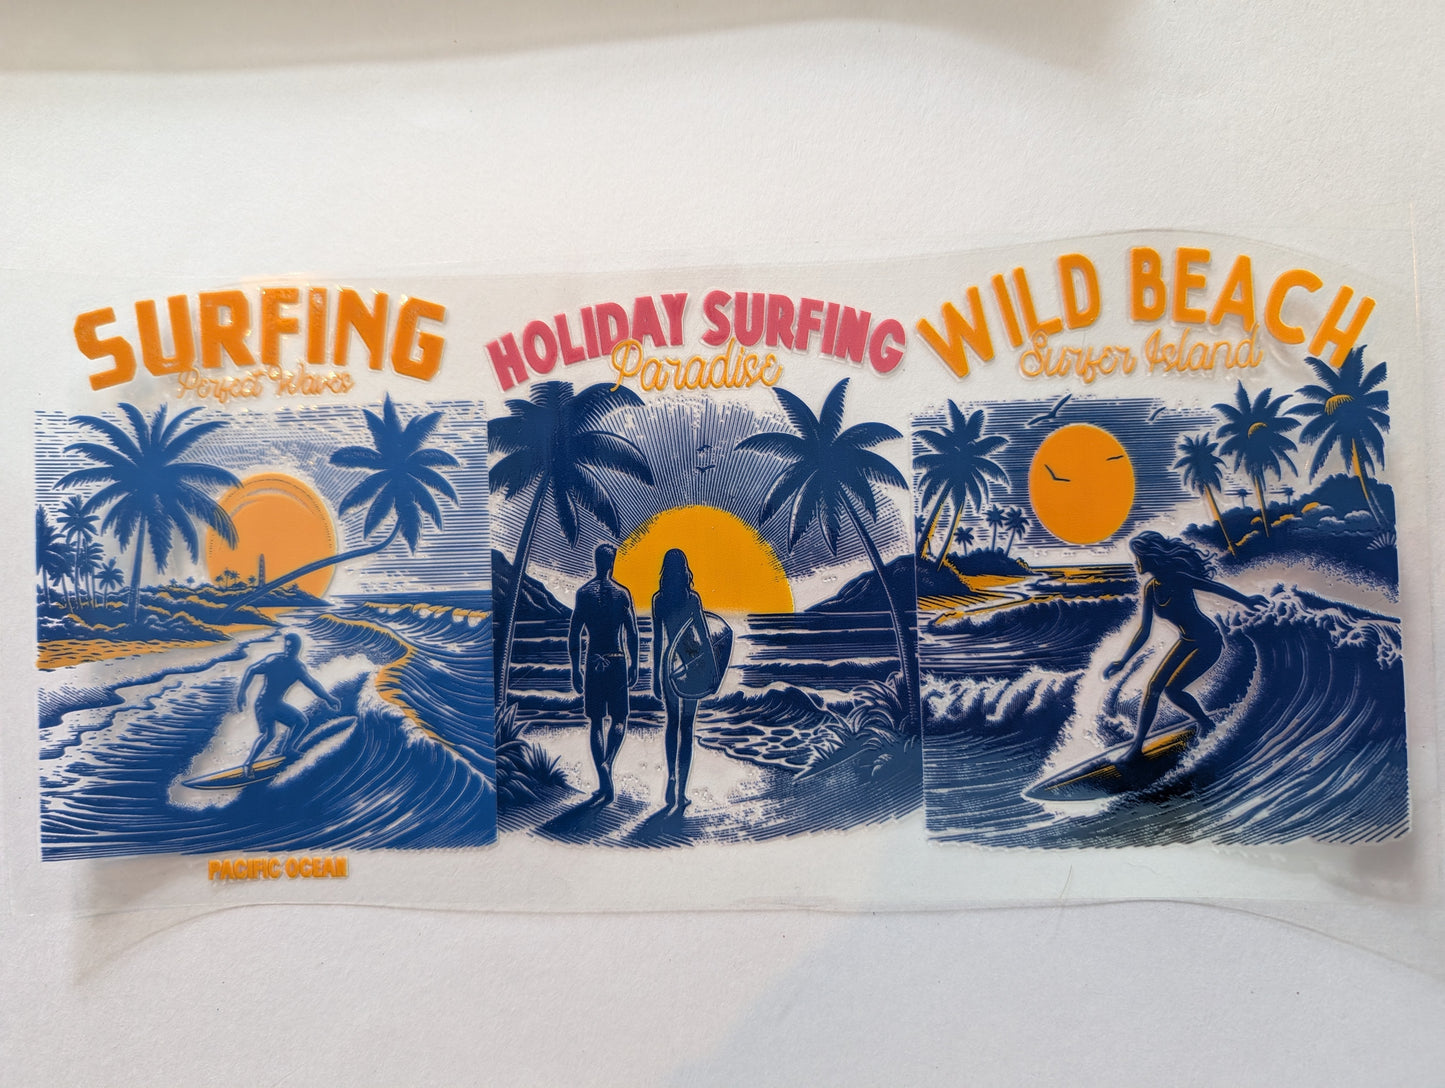 SURFING
Perfect Waves
PACIFIC OCEAN
HOLIDAY SURFING
Paradise
WILD BEACH
Surfer Island